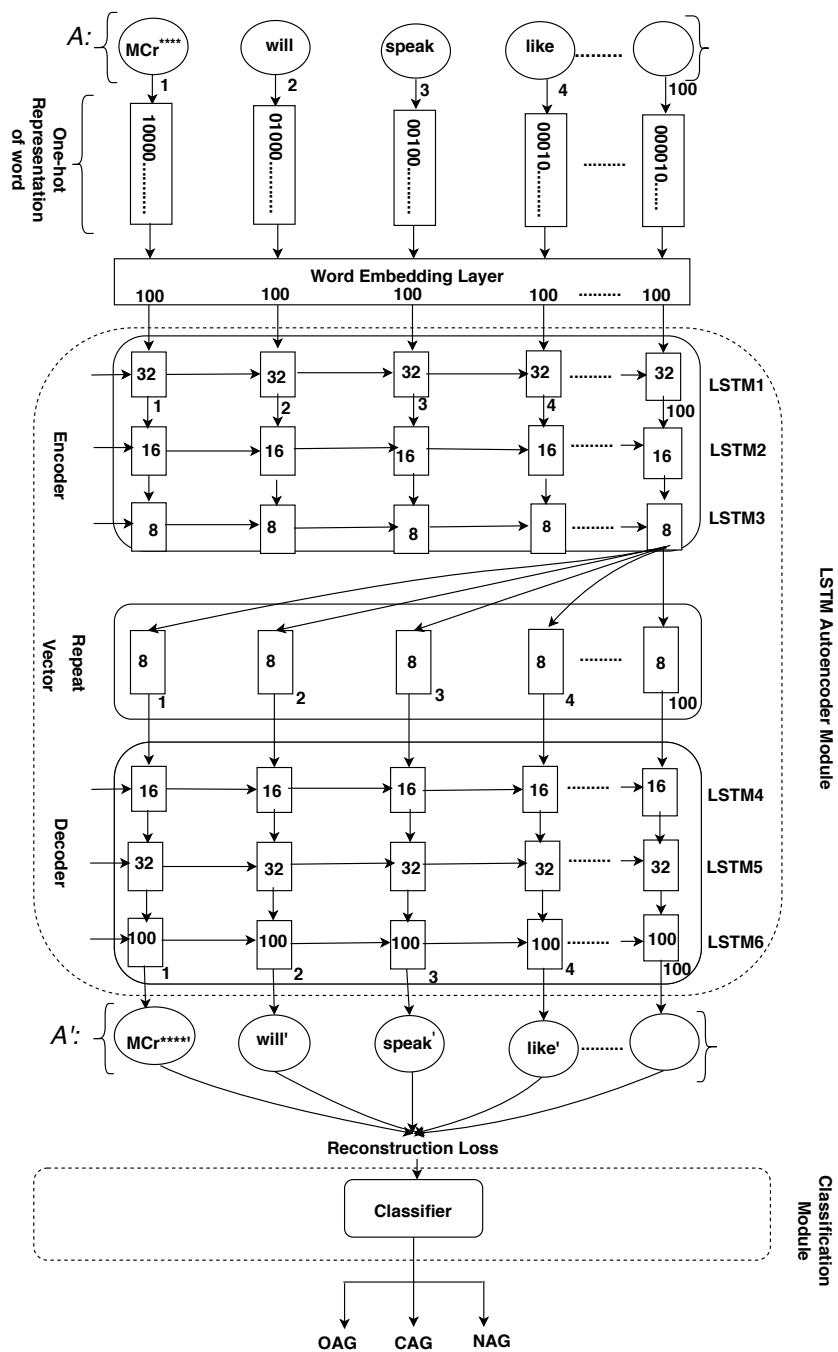 A: MCr**** will speak like ......... 
1 2 3 4 100
One-hot
Representation
of word
10000.......... 01000.......... 00100.......... 00010.......... ......... 000010......
Word Embedding Layer
100 100 100 100 ......... 100
32 32 32 32 ......... 32 LSTM1
1 2 3 4 100
Encoder
16 16 16 16 ......... 16 LSTM2
8 8 8 8 ......... 8 LSTM3
LSTM Autoencoder Module
Repeat
Vector
8 8 8 8 ......... 8
1 2 3 4 100
16 16 16 16 ......... 16 LSTM4
Decoder
32 32 32 32 ......... 32 LSTM5
100 100 100 100 ......... 100 LSTM6
1 2 3 4 100
A': MCr****' will' speak' like' .........
Reconstruction Loss
Classifier
Classification
Module
OAG CAG NAG